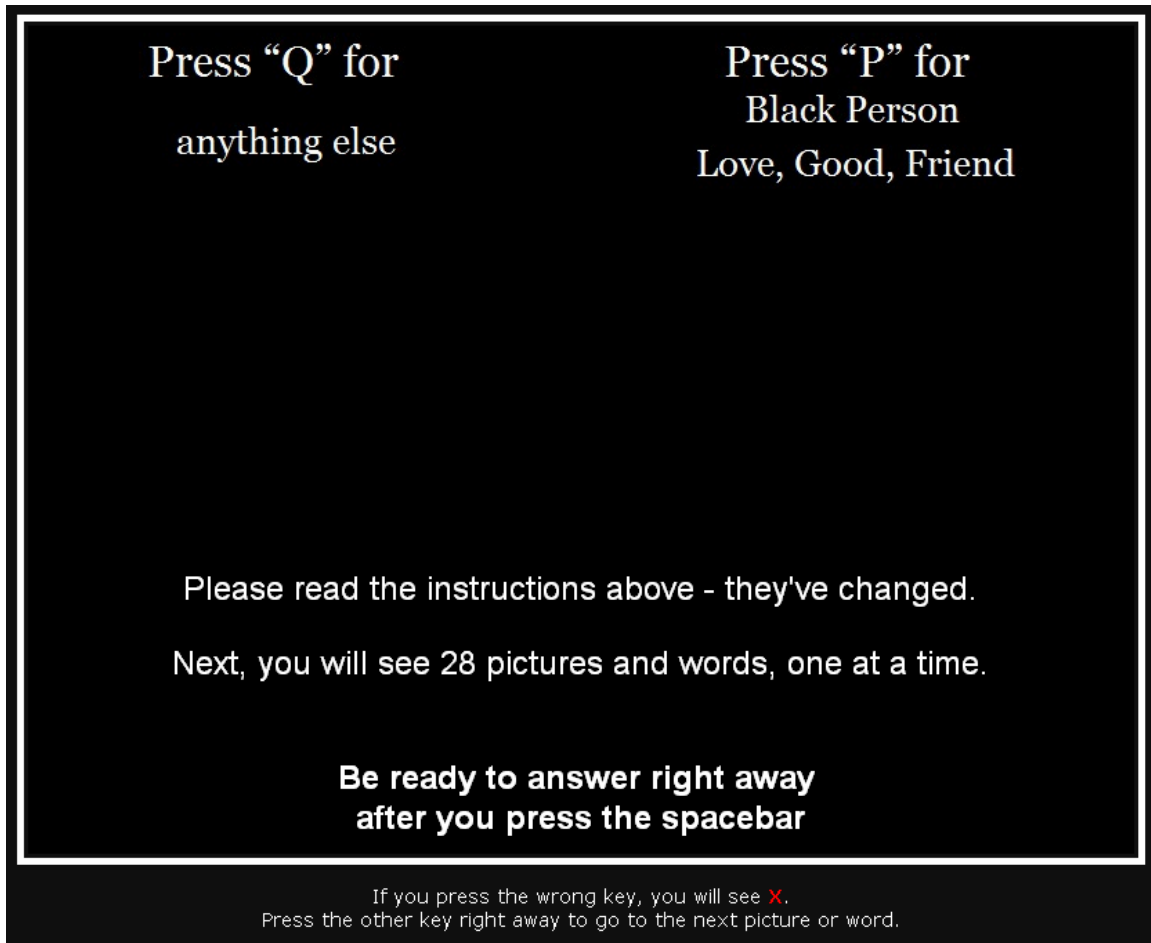 Press “Q” for
anything else
Press “P” for
Black Person
Love, Good, Friend
Please read the instructions above - they've changed.
Next, you will see 28 pictures and words, one at a time.
Be ready to answer right away
after you press the spacebar
If you press the wrong key, you will see X.
Press the other key right away to go to the next picture or word.